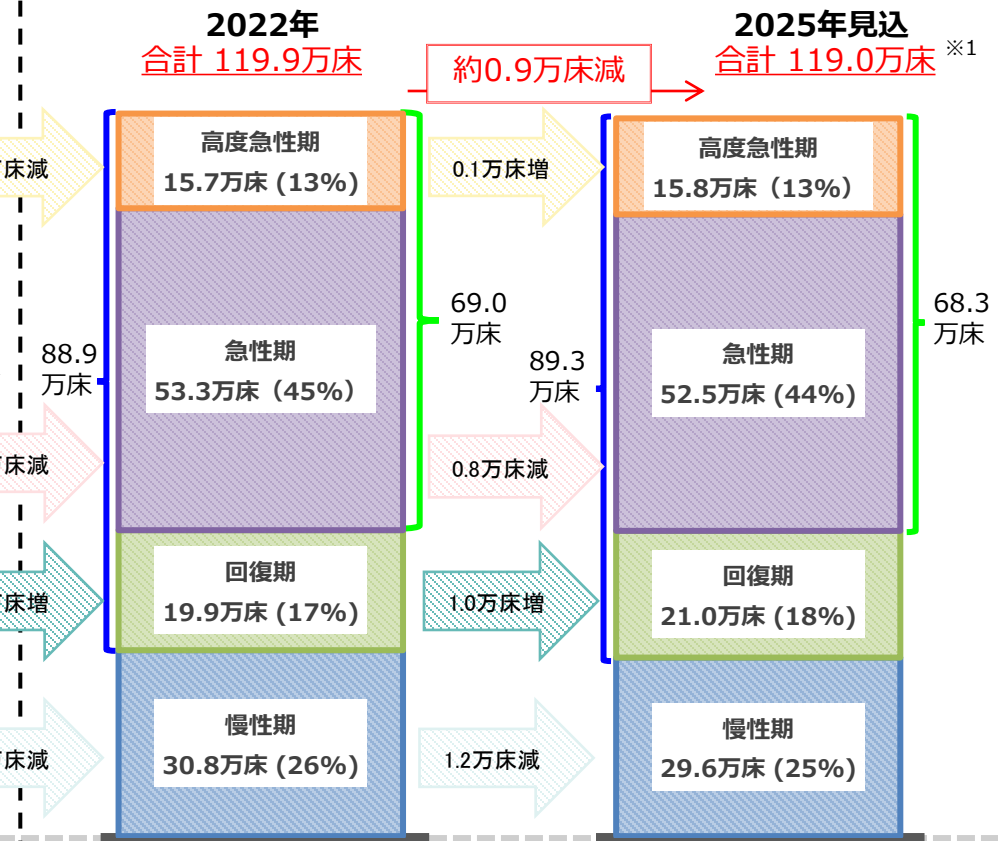 2022年
合計 119.9万床
約0.9万床減
2025年見込
合計 119.0万床 ※1
床減
高度急性期
15.7万床 (13%)
0.1万床増
高度急性期
15.8万床（13%）
88.9
万床
急性期
53.3万床（45%）
69.0
万床
89.3
万床
急性期
52.5万床 (44%)
68.3
万床
床減
0.8万床減
床増
回復期
19.9万床 (17%)
1.0万床増
回復期
21.0万床 (18%)
床減
慢性期
30.8万床 (26%)
1.2万床減
慢性期
29.6万床 (25%)